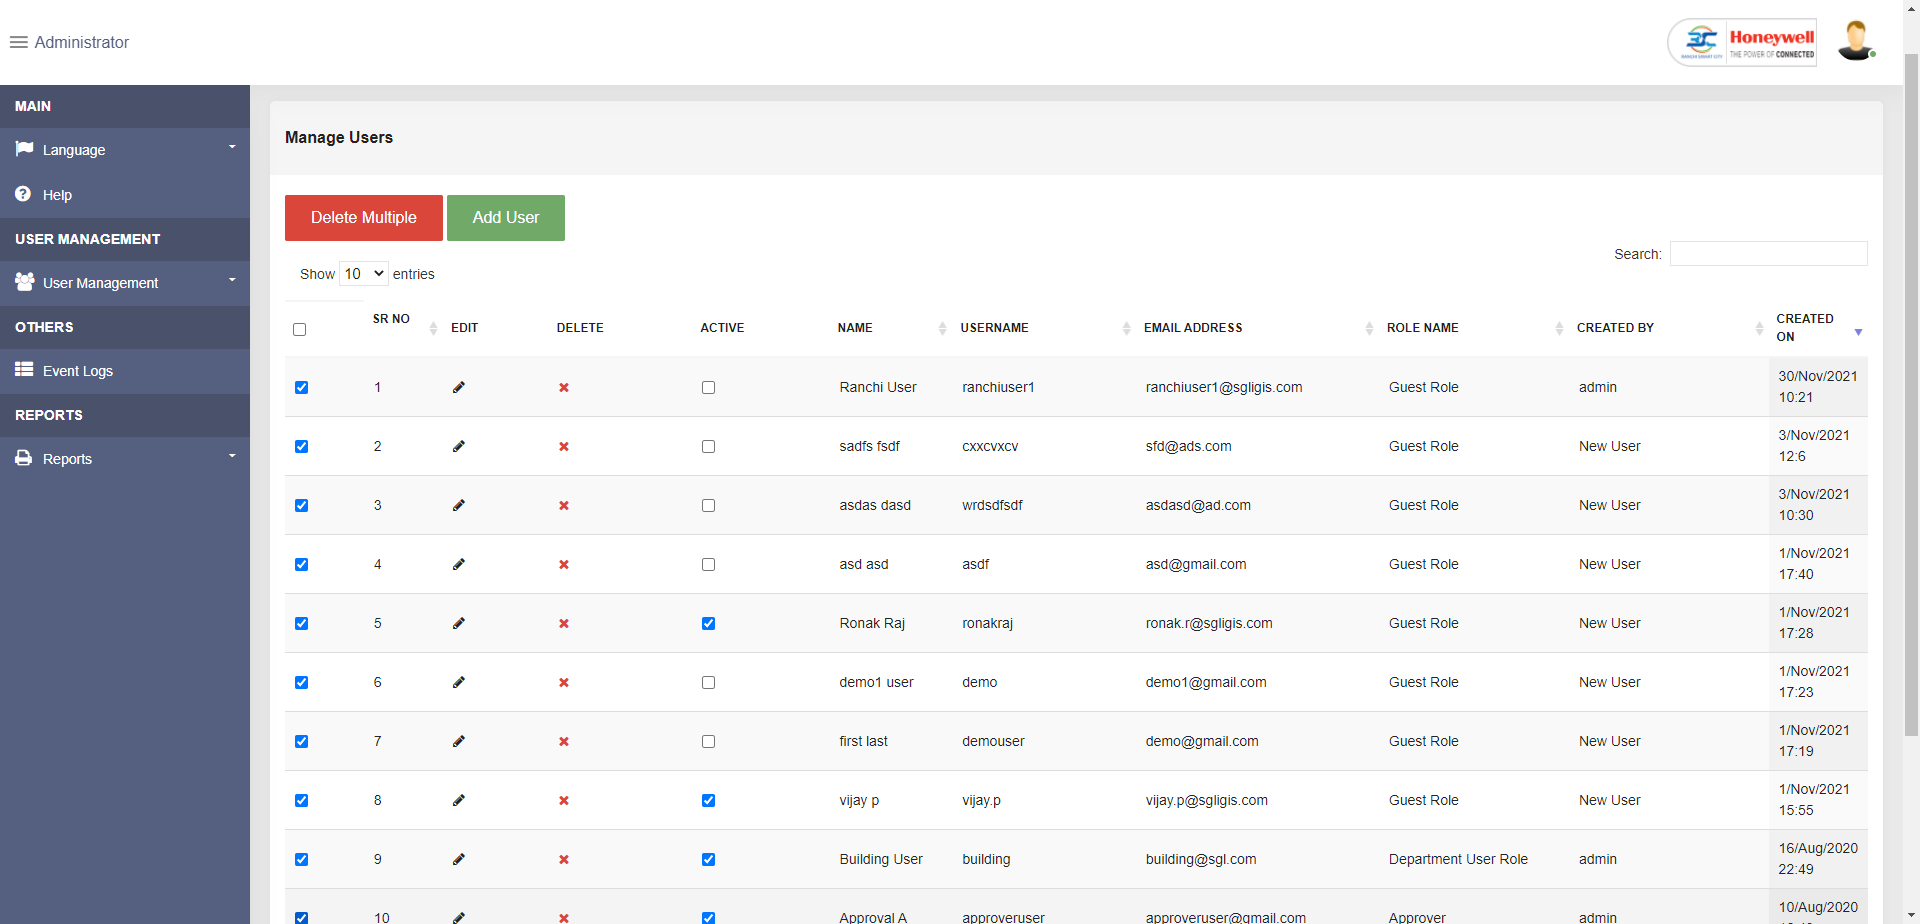 Administrator
Honeywell
THE POWER OF CONNECTED
MAIN
Language
Help
USER MANAGEMENT
User Management
OTHERS
Event Logs
REPORTS
Reports
Manage Users
Delete Multiple Add User
Search:
Show 10 entries
SR NO EDIT DELETE ACTIVE NAME USERNAME EMAIL ADDRESS ROLE NAME CREATED BY CREATED ON
1 Ranchi User ranchiuser1 ranchiuser1@sgligis.com Guest Role admin 30/Nov/2021 10:21
2 sadfs fsdf cxxcvxcv sfd@ads.com Guest Role New User 3/Nov/2021 12:6
3 asdas dasd wrdsdfsdf asdasd@ad.com Guest Role New User 3/Nov/2021 10:30
4 asd asd asdf asd@gmail.com Guest Role New User 1/Nov/2021 17:40
5 Ronak Raj ronakraj ronak.r@sgligis.com Guest Role New User 1/Nov/2021 17:28
6 demo1 user demo demo1@gmail.com Guest Role New User 1/Nov/2021 17:23
7 first last demouser demo@gmail.com Guest Role New User 1/Nov/2021 17:19
8 vijay p vijay.p vijay.p@sgligis.com Guest Role New User 1/Nov/2021 15:55
9 Building User building building@sgl.com Department User Role admin 16/Aug/2020 22:49
10 Approval A approveruser approveruser@gmail.com Approver admin 10/Aug/2020